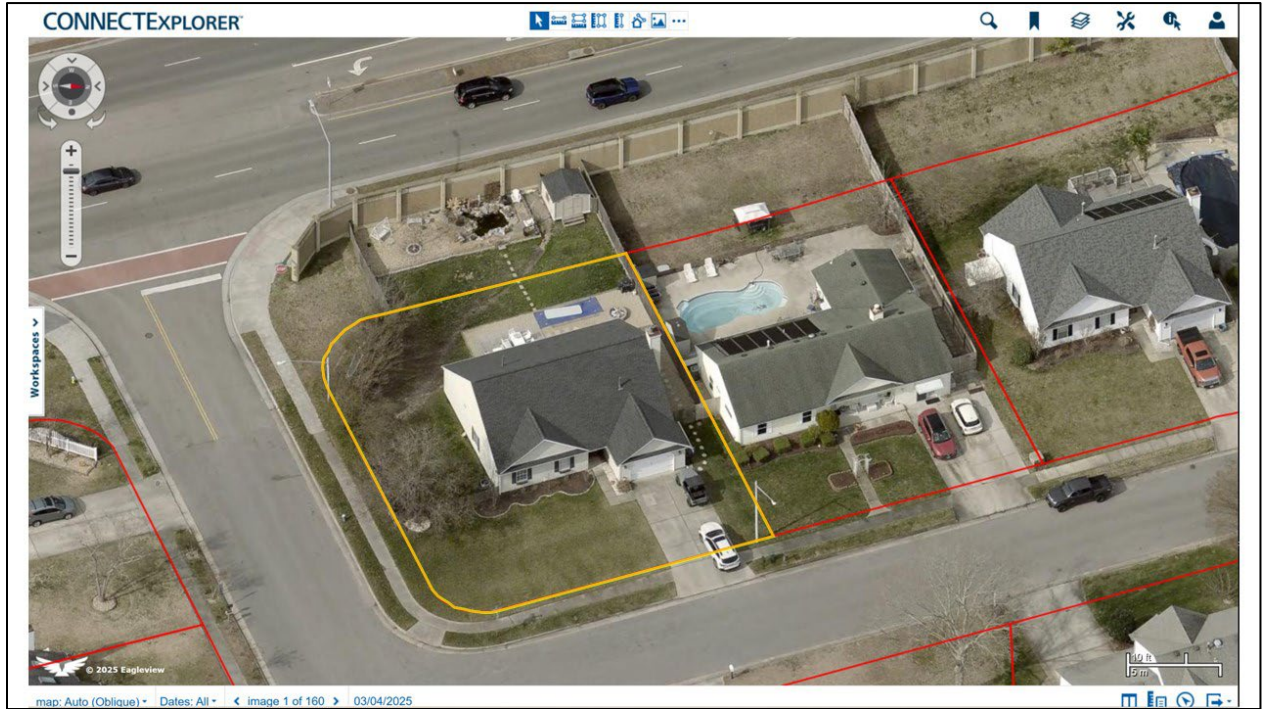 CONNECTEXPLORER
Workspaces
© 2025 Eagleview
5 m
map: Auto (Oblique)
Dates: All
image 1 of 160
03/04/2025